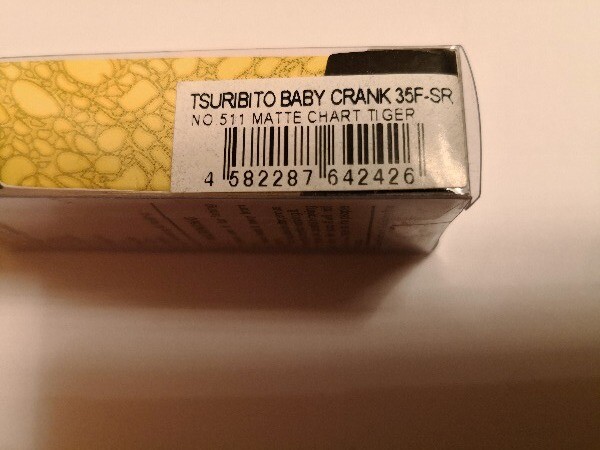 TSURIBITO BABY CRANK 35F-SR
NO 511 MATTE CHART TIGER
4 582287 642426